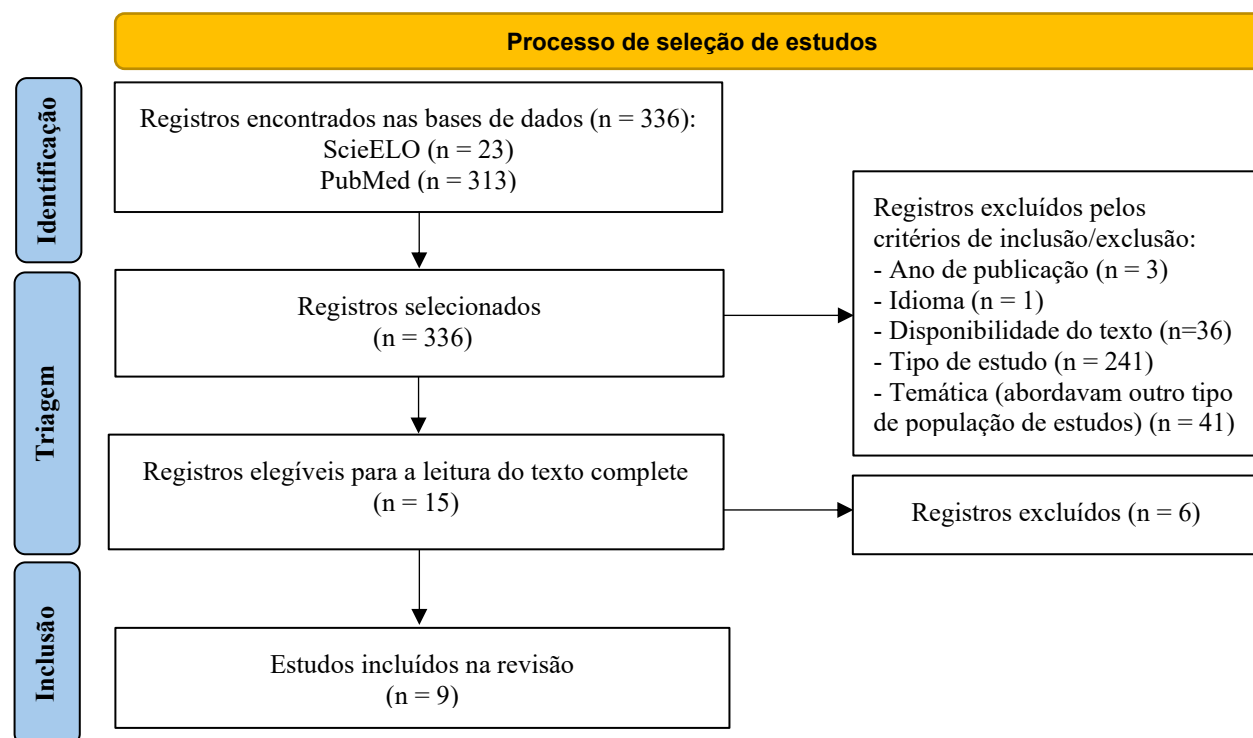 Processo de seleção de estudos
Identificação
Registros encontrados nas bases de dados (n = 336):
ScieELO (n = 23)
PubMed (n = 313)
Registros excluídos pelos
critérios de inclusão/exclusão:
- Ano de publicação (n = 3)
- Idioma (n = 1)
- Disponibilidade do texto (n=36)
- Tipo de estudo (n = 241)
- Temática (abordavam outro tipo
de população de estudos) (n = 41)
Triagem
Registros selecionados
(n = 336)
Registros elegíveis para a leitura do texto complete
(n = 15)
Registros excluídos (n = 6)
Inclusão
Estudos incluídos na revisão
(n = 9)